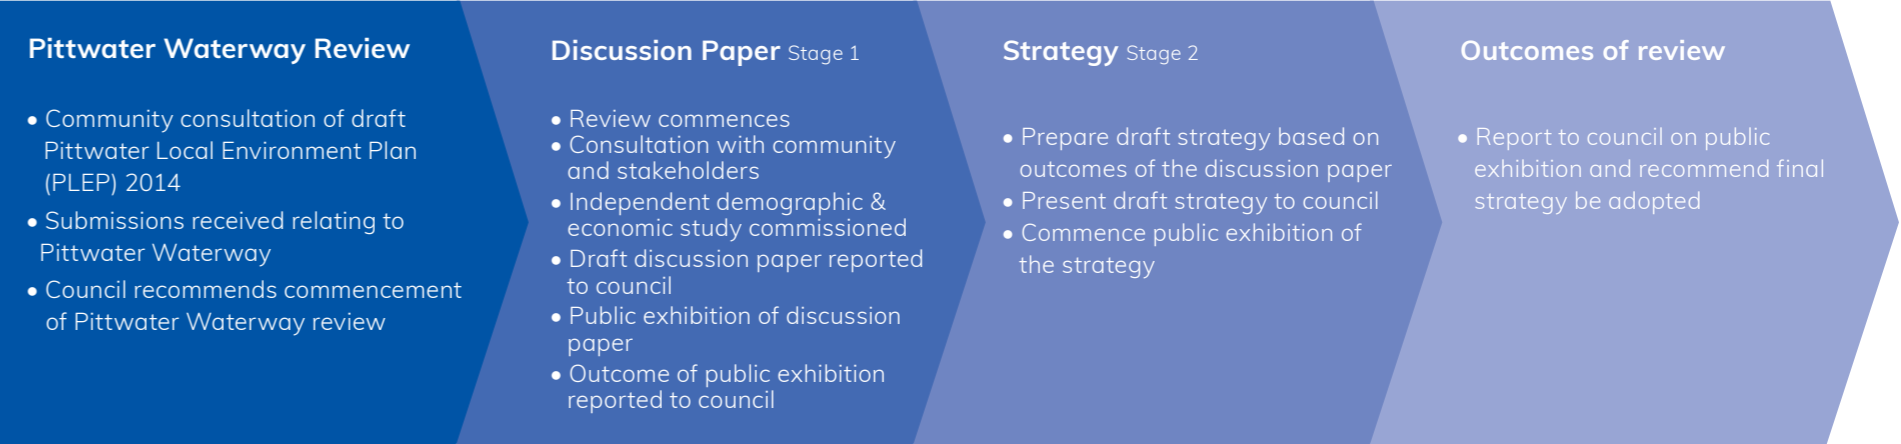 Pittwater Waterway Review
• Community consultation of draft
Pittwater Local Environment Plan
(PLEP) 2014
• Submissions received relating to
Pittwater Waterway
• Council recommends commencement
of Pittwater Waterway review
Discussion Paper Stage 1
• Review commences
• Consultation with community
and stakeholders
• Independent demographic &
economic study commissioned
• Draft discussion paper reported
to council
• Public exhibition of discussion
paper
• Outcome of public exhibition
reported to council
Strategy Stage 2
• Prepare draft strategy based on
outcomes of the discussion paper
• Present draft strategy to council
• Commence public exhibition of
the strategy
Outcomes of review
• Report to council on public
exhibition and recommend final
strategy be adopted